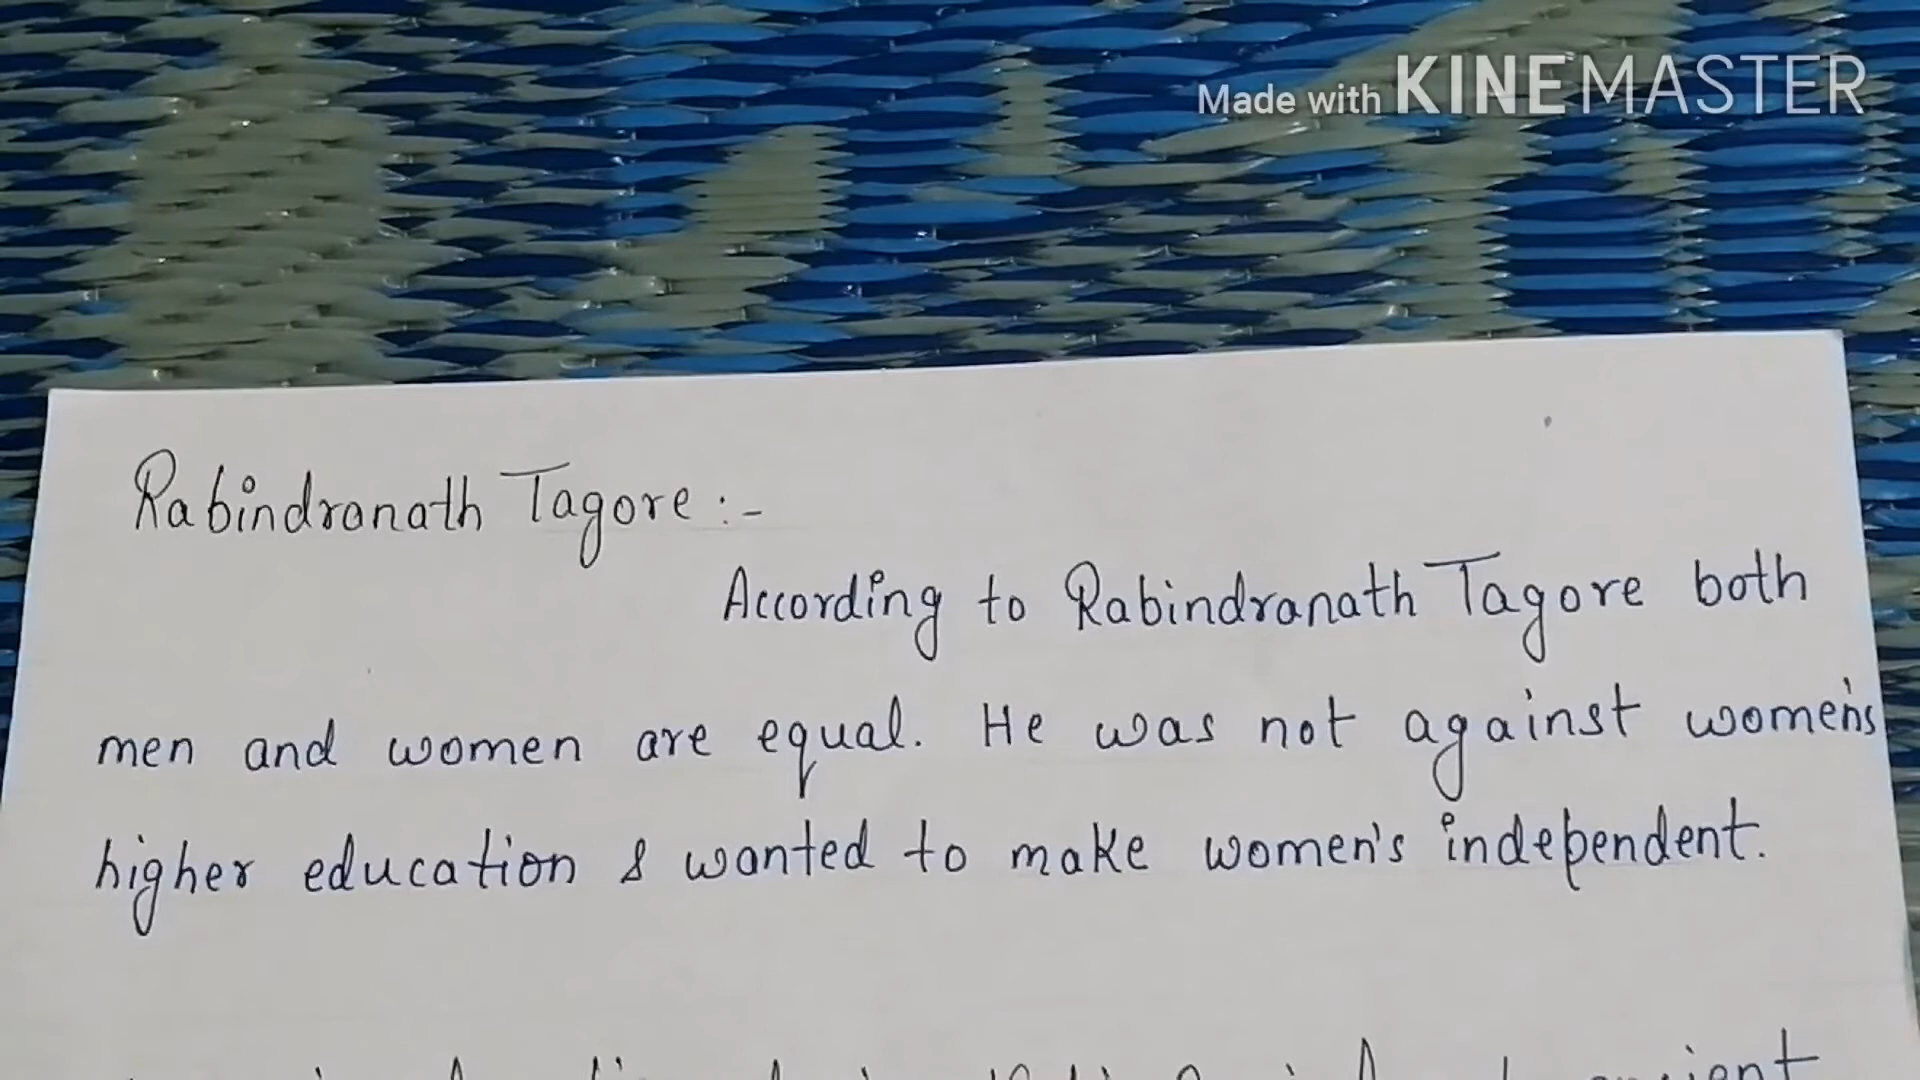 Made with KINEMASTER
Rabindranath Tagore :-
According to Rabindranath Tagore both
men and women are equal. He was not against women's
higher education & wanted to make women's independent.